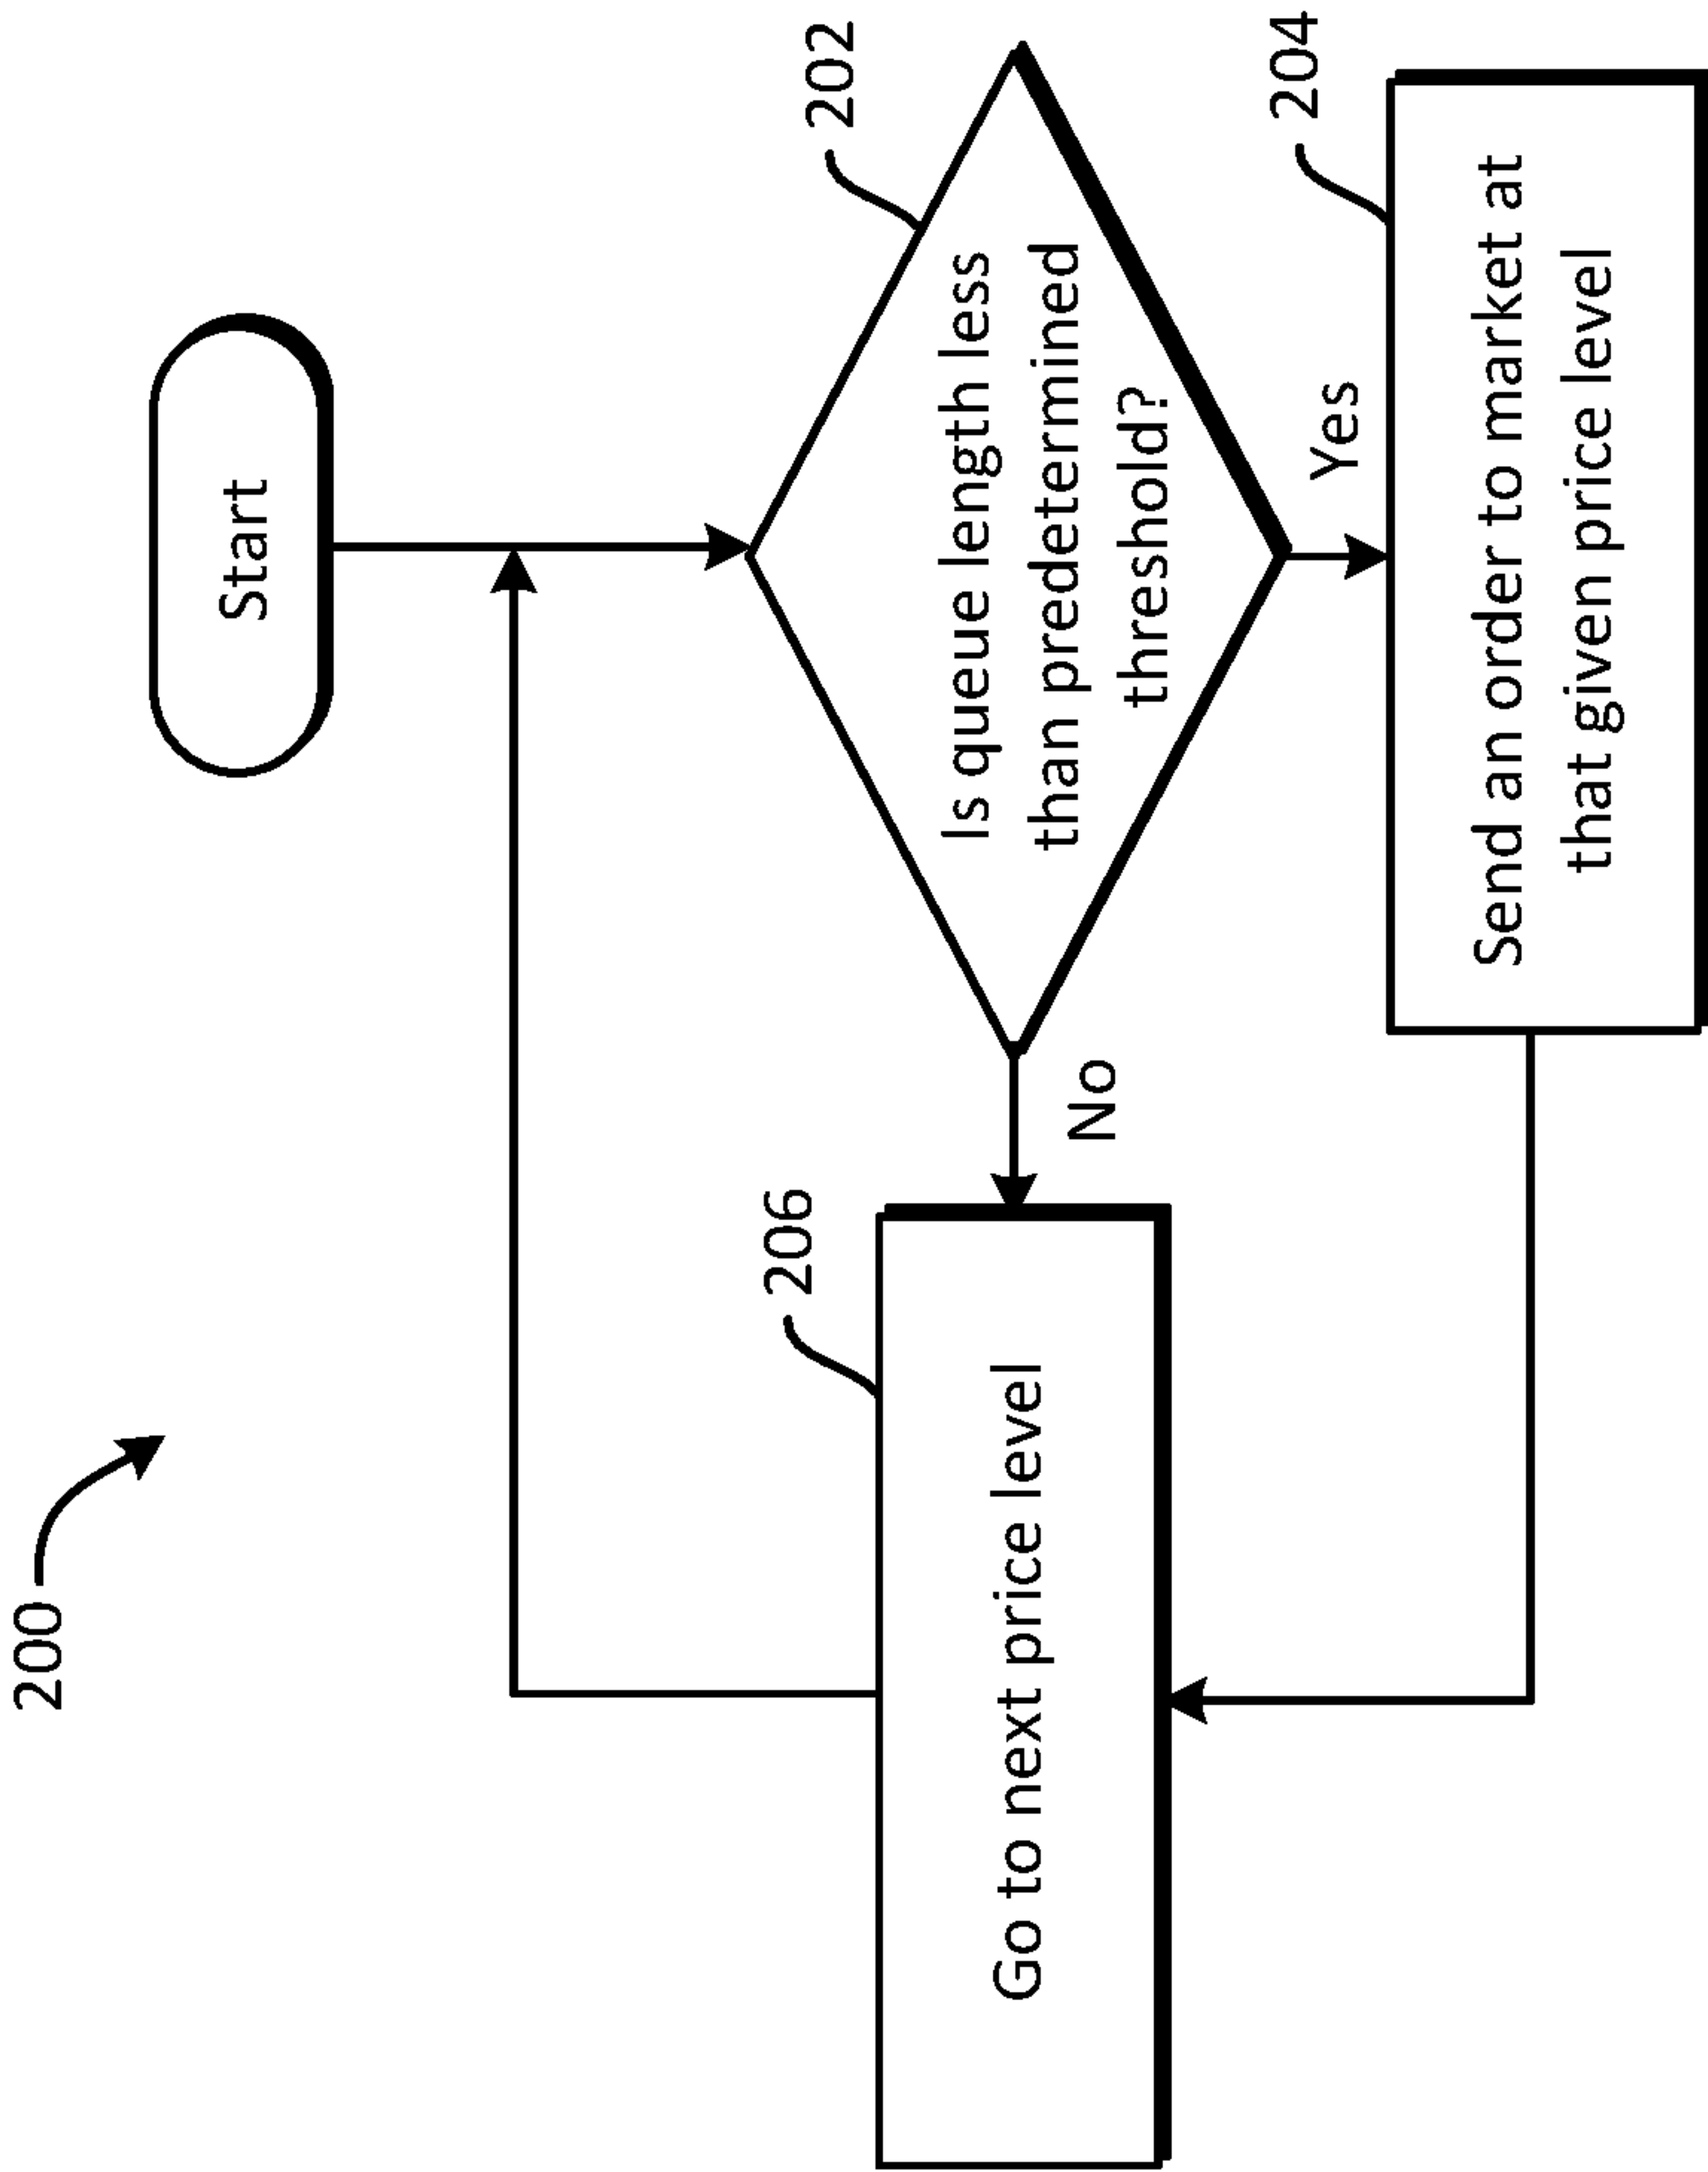 200
Start
202
Is queue length less
than predetermined
threshold?
Yes
No
204
Send an order to market at
that given price level
206
Go to next price level